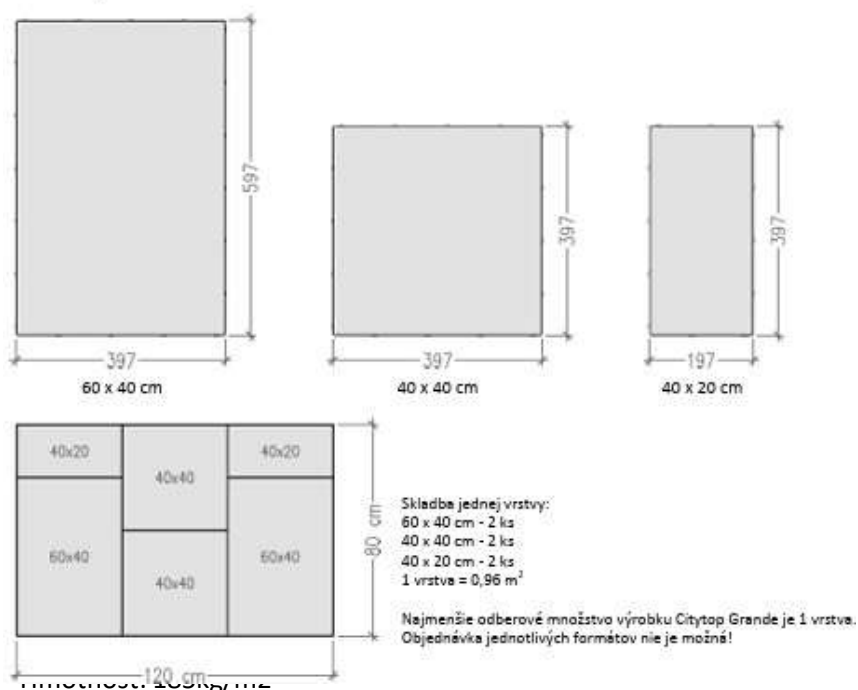 597
397
60 x 40 cm
397
397
40 x 40 cm
397
197
40 x 20 cm
40x20
40x40
40x20
60x40
40x40
60x40
80 cm
120 cm
Skladba jednej vrstvy:
60 x 40 cm - 2 ks
40 x 40 cm - 2 ks
40 x 20 cm - 2 ks
1 vrstva = 0,96 m²
Najmenšie odberové množstvo výrobku Citytop Grande je 1 vrstva.
Objednávka jednotlivých formátov nie je možná!